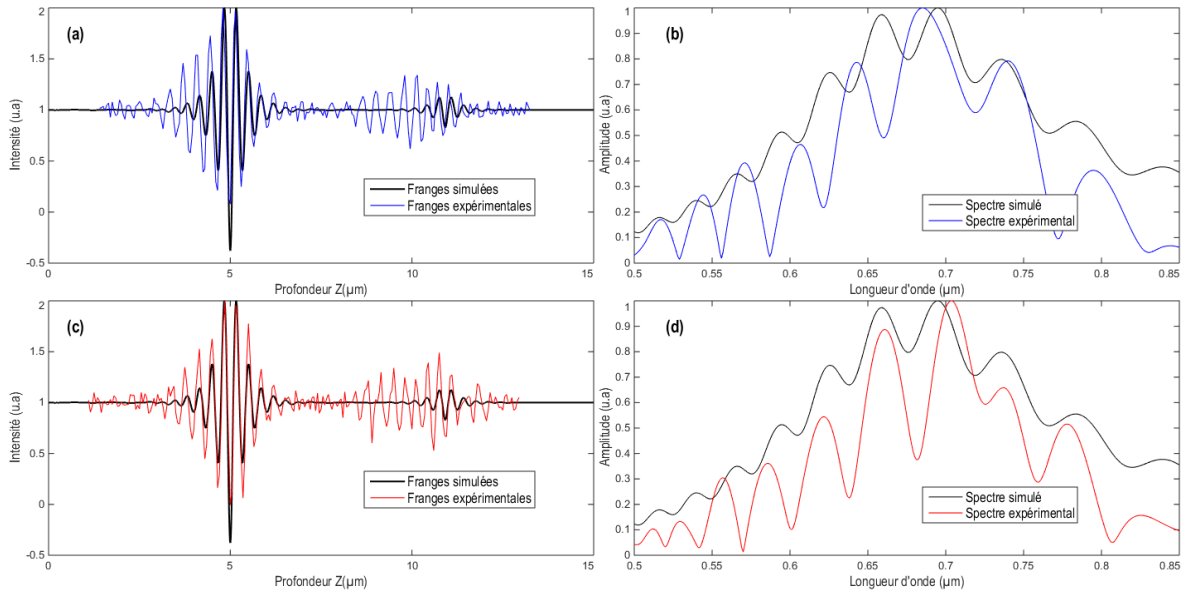 (a)
2
1.5
1
0.5
0
-0.5
Intensité (u.a)
Franges simulées
Franges expérimentales
0
5
10
15
Profondeur Z(µm)
(b)
1
0.9
0.8
0.7
0.6
0.5
0.4
0.3
0.2
0.1
0
Amplitude (u.a)
Spectre simulé
Spectre expérimental
0.5
0.55
0.6
0.65
0.7
0.75
0.8
0.85
Longueur d'onde (µm)
(c)
2
1.5
1
0.5
0
-0.5
Intensité (u.a)
Franges simulées
Franges expérimentales
0
5
10
15
Profondeur Z(µm)
(d)
1
0.9
0.8
0.7
0.6
0.5
0.4
0.3
0.2
0.1
0
Amplitude (u.a)
Spectre simulé
Spectre expérimental
0.5
0.55
0.6
0.65
0.7
0.75
0.8
0.85
Longueur d'onde (µm)